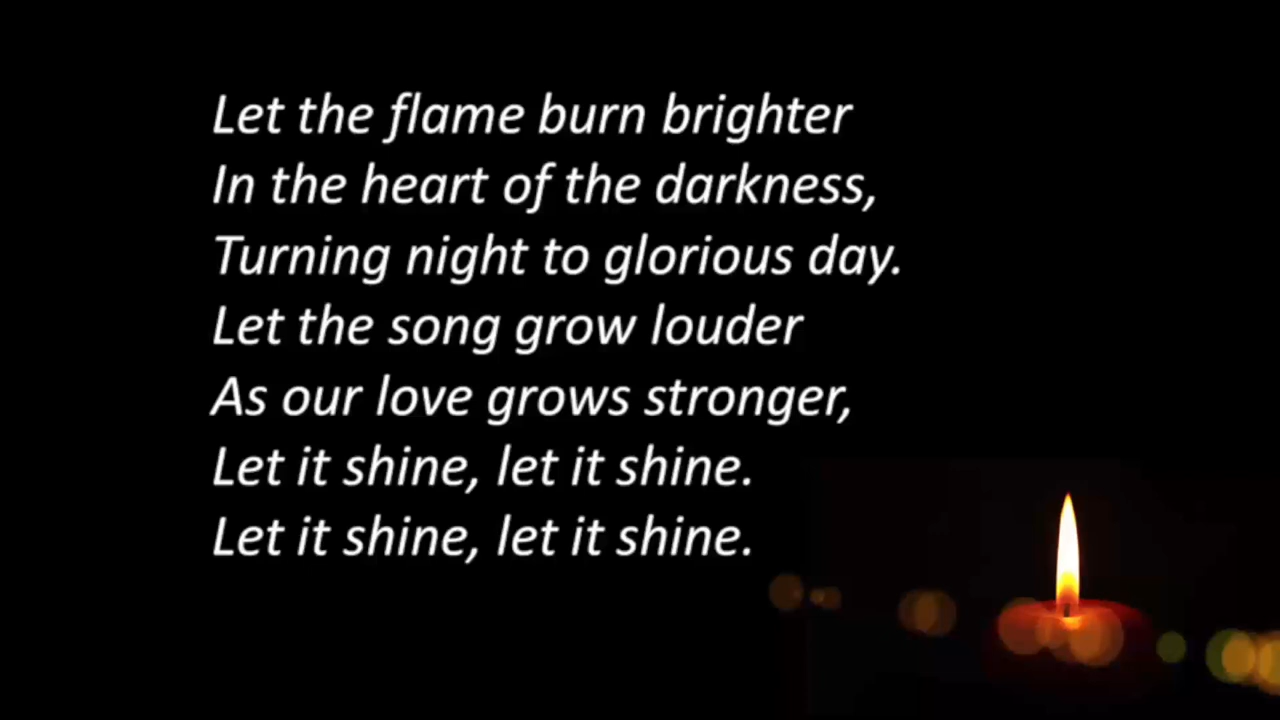 Let the flame burn brighter
In the heart of the darkness,
Turning night to glorious day.
Let the song grow louder
As our love grows stronger,
Let it shine, let it shine.
Let it shine, let it shine.